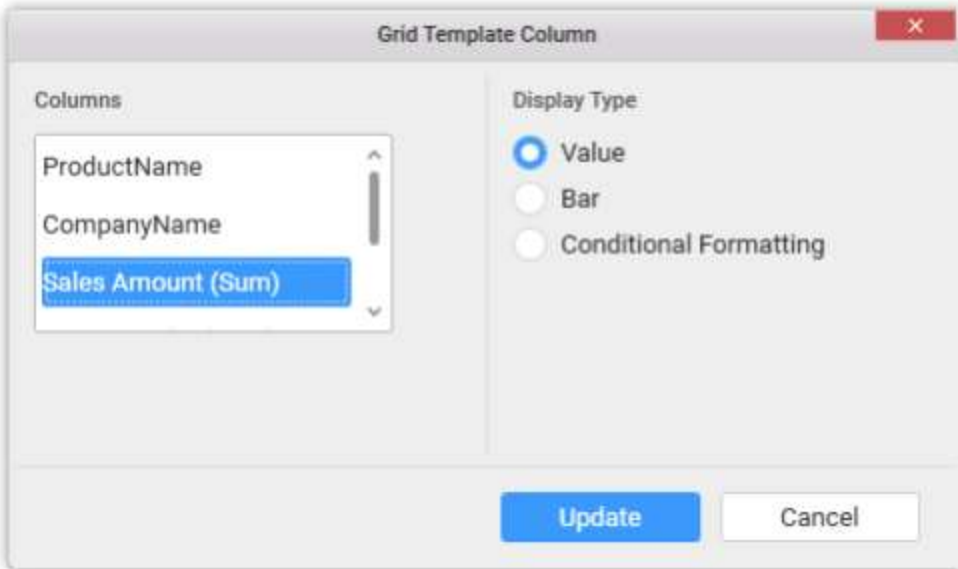 Grid Template Column
Columns
ProductName
CompanyName
Sales Amount (Sum)
Display Type
Value
Bar
Conditional Formatting
Update
Cancel